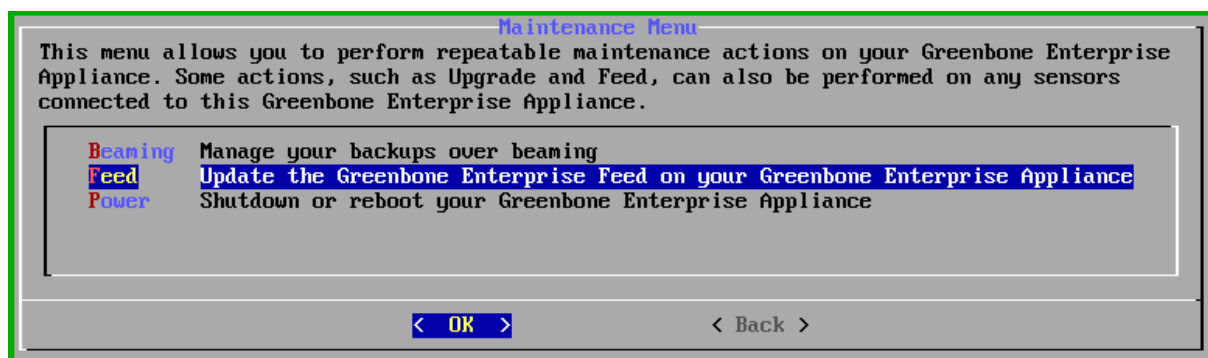 Maintenance Menu
This menu allows you to perform repeatable maintenance actions on your Greenbone Enterprise
Appliance. Some actions, such as Upgrade and Feed, can also be performed on any sensors
connected to this Greenbone Enterprise Appliance.
Beaming Manage your backups over beaming
Feed Update the Greenbone Enterprise Feed on your Greenbone Enterprise Appliance
Power Shutdown or reboot your Greenbone Enterprise Appliance
< OK > < Back >